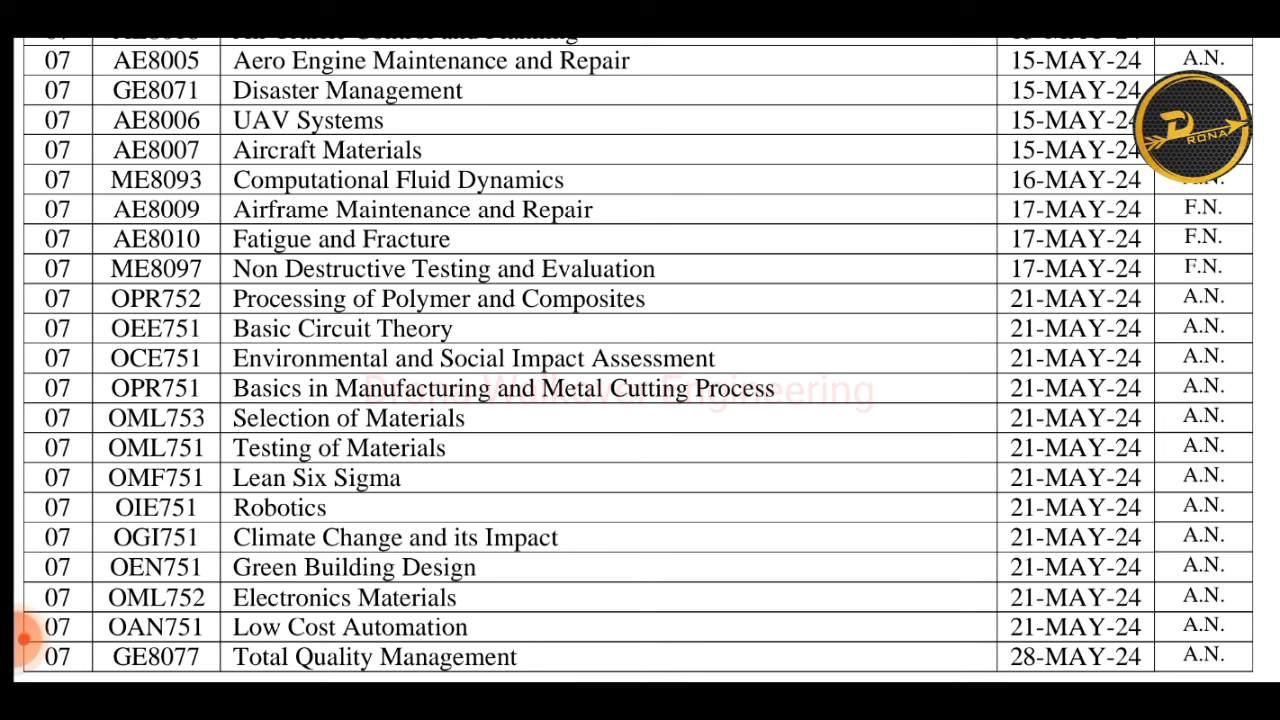 07 AE8005 Aero Engine Maintenance and Repair 15-MAY-24 A.N.
07 GE8071 Disaster Management 15-MAY-24
07 AE8006 UAV Systems 15-MAY-24
07 AE8007 Aircraft Materials 15-MAY-24
07 ME8093 Computational Fluid Dynamics 16-MAY-24
07 AE8009 Airframe Maintenance and Repair 17-MAY-24 F.N.
07 AE8010 Fatigue and Fracture 17-MAY-24 F.N.
07 ME8097 Non Destructive Testing and Evaluation 17-MAY-24 F.N.
07 OPR752 Processing of Polymer and Composites 21-MAY-24 A.N.
07 OEE751 Basic Circuit Theory 21-MAY-24 A.N.
07 OCE751 Environmental and Social Impact Assessment 21-MAY-24 A.N.
07 OPR751 Basics in Manufacturing and Metal Cutting Process 21-MAY-24 A.N.
Drona Walkover Engineering
07 OML753 Selection of Materials 21-MAY-24 A.N.
07 OML751 Testing of Materials 21-MAY-24 A.N.
07 OMF751 Lean Six Sigma 21-MAY-24 A.N.
07 OIE751 Robotics 21-MAY-24 A.N.
07 OGI751 Climate Change and its Impact 21-MAY-24 A.N.
07 OEN751 Green Building Design 21-MAY-24 A.N.
07 OML752 Electronics Materials 21-MAY-24 A.N.
07 OAN751 Low Cost Automation 21-MAY-24 A.N.
07 GE8077 Total Quality Management 28-MAY-24 A.N.
D
RONA